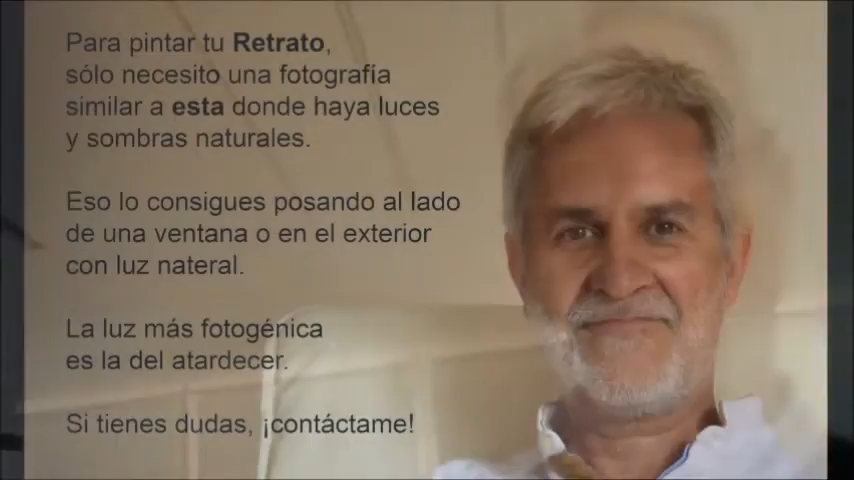 Para pintar tu Retrato,
sólo necesito una fotografía
similar a esta donde haya luces
y sombras naturales.
Eso lo consigues posando al lado
de una ventana o en el exterior
con luz nateral.
La luz más fotogénica
es la del atardecer.
Si tienes dudas, ¡contáctame!